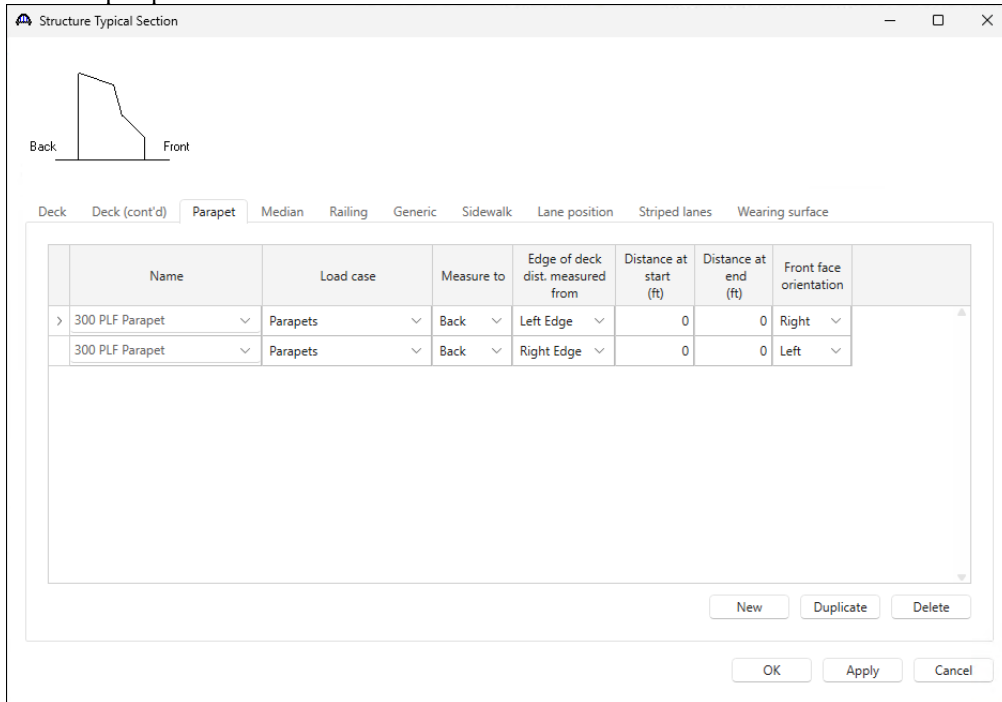 Structure Typical Section
Back
Front
Deck Deck (cont'd) Parapet Median Railing Generic Sidewalk Lane position Striped lanes Wearing surface
Name Load case Measure to Edge of deck dist. measured from Distance at start (ft) Distance at end (ft) Front face orientation
> 300 PLF Parapet Parapets Back Left Edge 0 0 Right
300 PLF Parapet Parapets Back Right Edge 0 0 Left
New Duplicate Delete
OK Apply Cancel